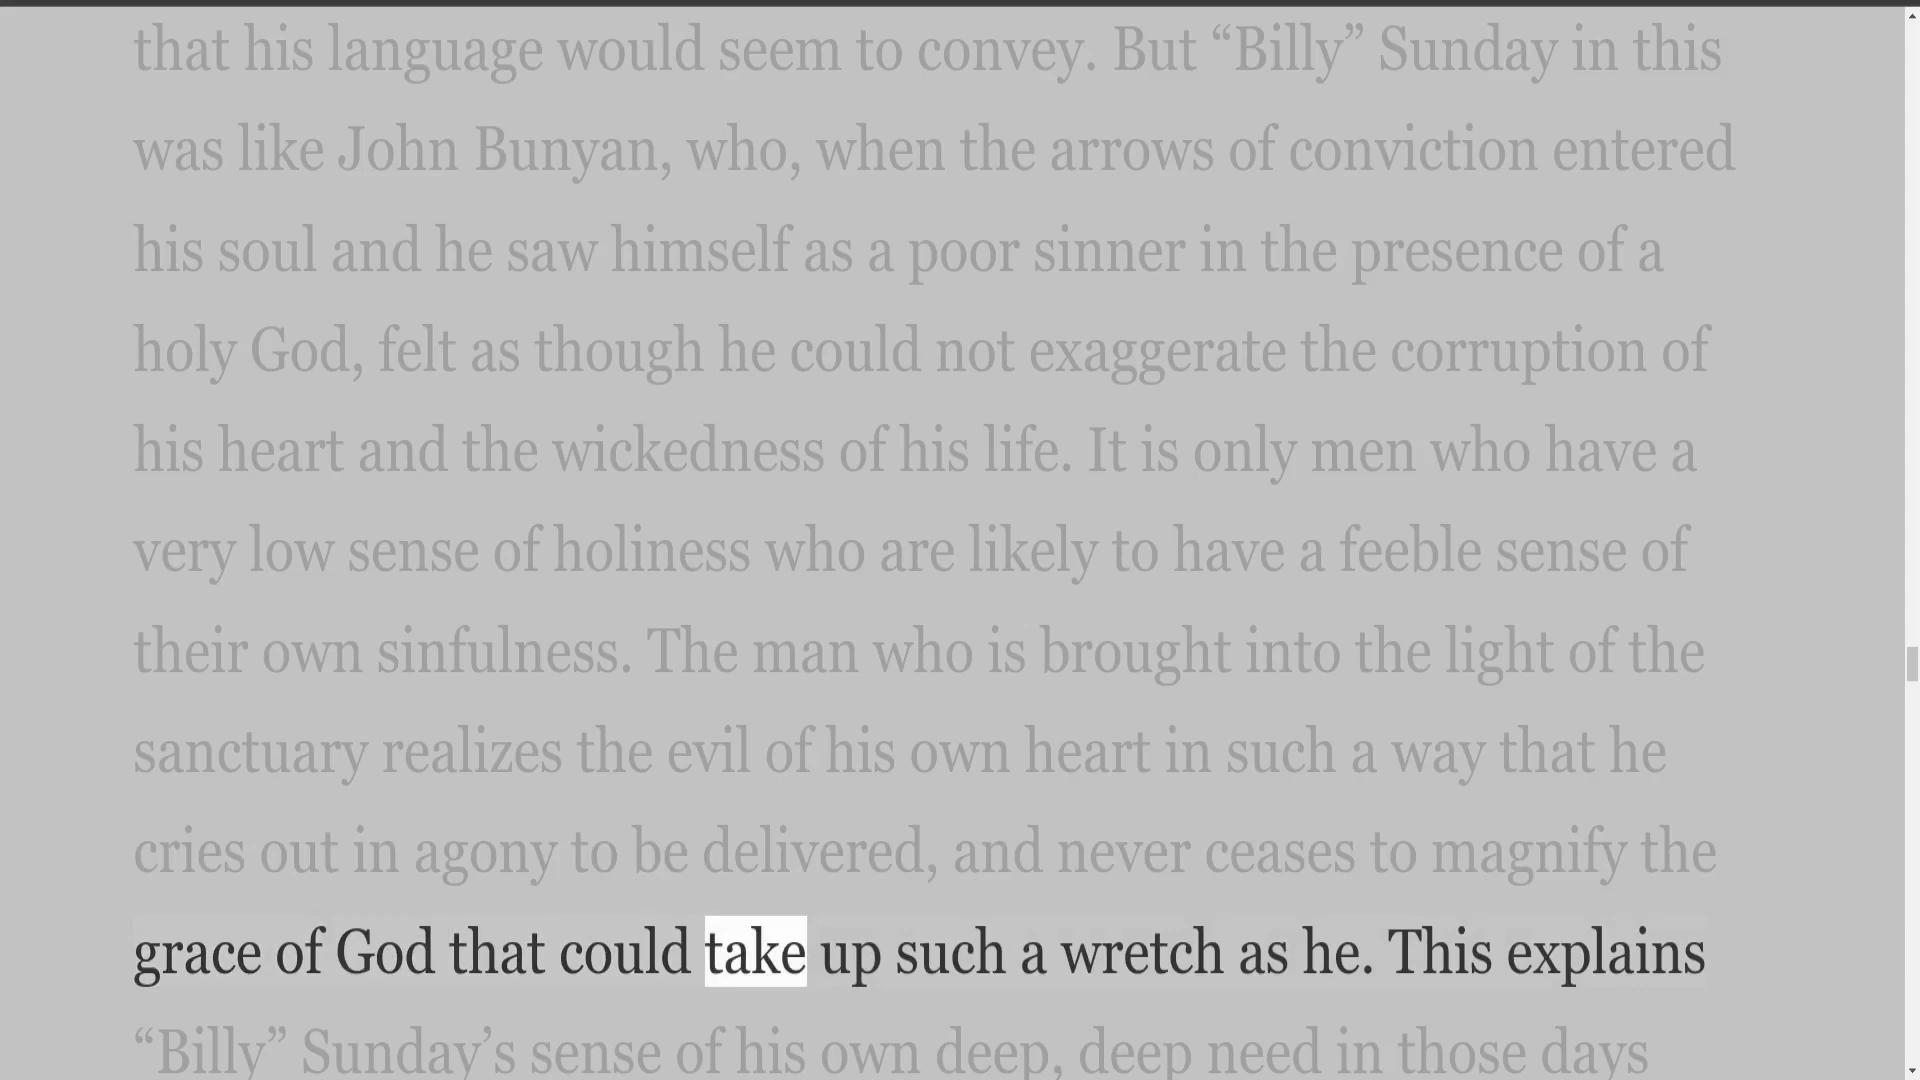 that his language would seem to convey. But “Billy” Sunday in this
was like John Bunyan, who, when the arrows of conviction entered
his soul and he saw himself as a poor sinner in the presence of a
holy God, felt as though he could not exaggerate the corruption of
his heart and the wickedness of his life. It is only men who have a
very low sense of holiness who are likely to have a feeble sense of
their own sinfulness. The man who is brought into the light of the
sanctuary realizes the evil of his own heart in such a way that he
cries out in agony to be delivered, and never ceases to magnify the
grace of God that could take up such a wretch as he. This explains
“Billy” Sunday’s sense of his own deep, deep need in those days